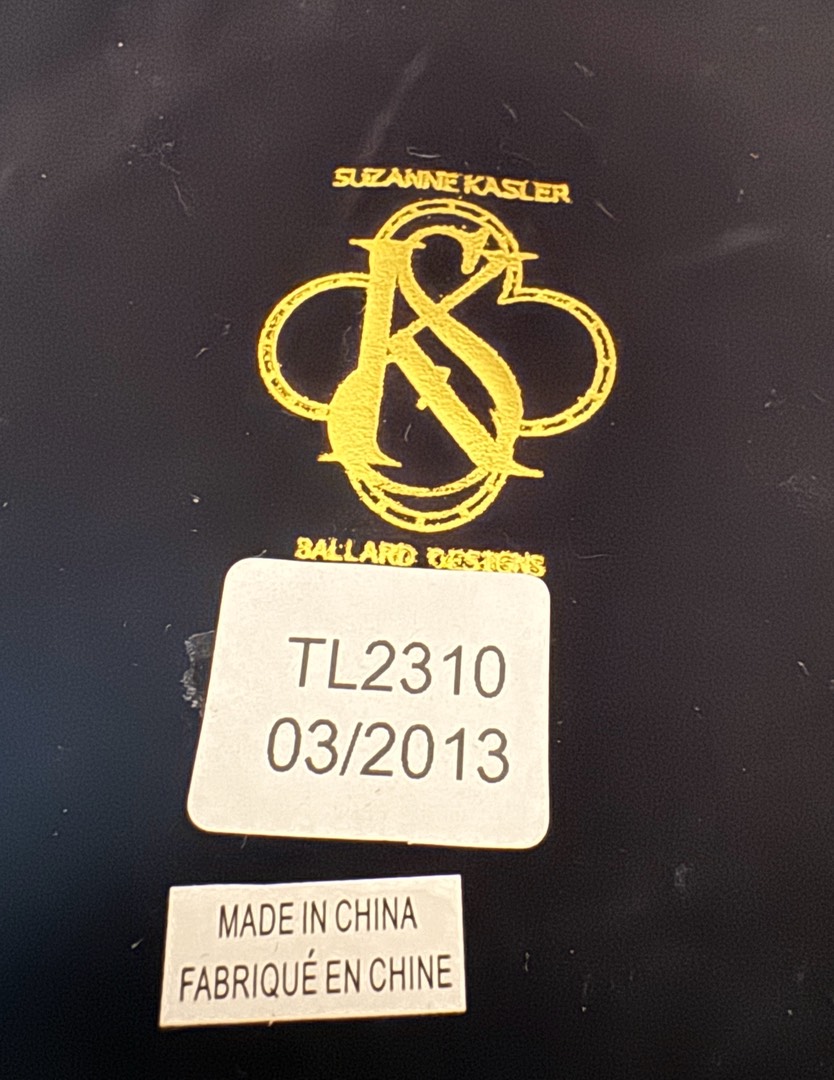 SUZANNE KASLER
KS
BALLARD DESIGNS
TL2310
03/2013
MADE IN CHINA
FABRIQUÉ EN CHINE